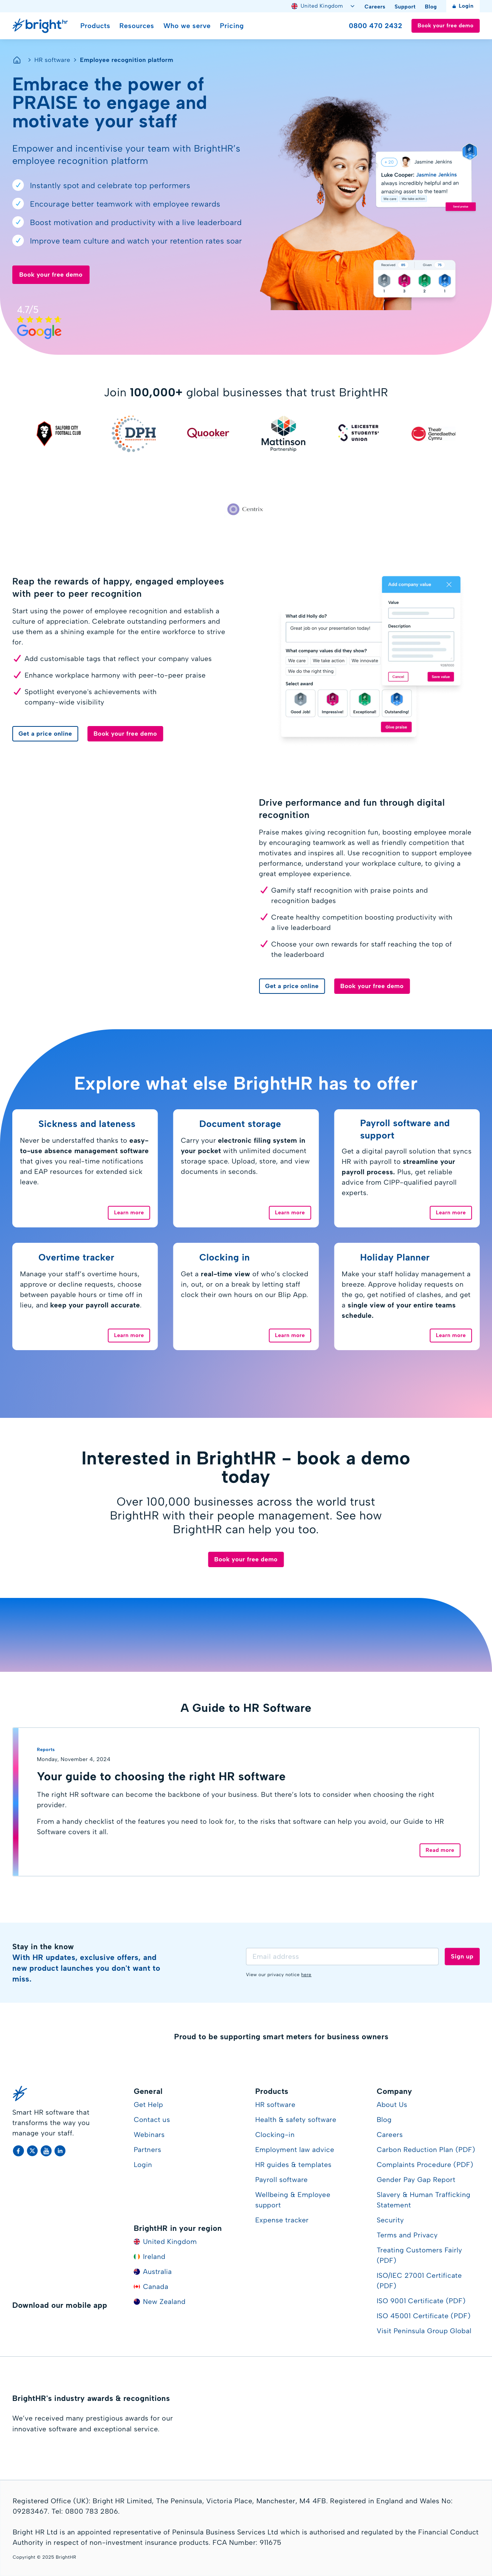 United Kingdom
Careers
Support
Blog
Login
bright hr
Products
Resources
Who we serve
Pricing
0800 470 2432
Book your free demo
HR software
Employee recognition platform
Embrace the power of
PRAISE to engage and
motivate your staff
Empower and incentivise your team with BrightHR's
employee recognition platform
Instantly spot and celebrate top performers
Encourage better teamwork with employee rewards
Boost motivation and productivity with a live leaderboard
Improve team culture and watch your retention rates soar
Book your free demo
4.7/5
Google
Jasmine Jenkins
Luke Cooper: Jasmine Jenkins
always incredibly helpful and an
amazing asset to the team!
We care
We take action
Join 100,000+ global businesses that trust BrightHR
SALFORD CITY
FOOTBALL CLUB
DPH
Quooker
Mattinson
Partnership
LEICESTER
STUDENTS'
UNION
Theatr
Genedlaethol
Cymru
Centrix
Reap the rewards of happy, engaged employees
with peer to peer recognition
Start using the power of employee recognition and establish a
culture of appreciation. Celebrate outstanding performers and
use them as a shining example for the entire workforce to strive
for.
Add customisable tags that reflect your company values
Enhance workplace harmony with peer-to-peer praise
Spotlight everyone's achievements with
company-wide visibility
Get a price online
Book your free demo
Add company value
Value
Description
Cancel
Save value
What did Holly do?
Great job on your presentation today!
What company values did they show?
We care
We take action
We innovate
We do the right thing
Select award
Good Job!
Impressive!
Exceptional!
Outstanding!
Give praise
Drive performance and fun through digital
recognition
Praise makes giving recognition fun, boosting employee morale
by encouraging teamwork as well as friendly competition that
motivates and inspires all. Use recognition to support employee
performance, understand your workplace culture, to giving a
great employee experience.
Gamify staff recognition with praise points and
recognition badges
Create healthy competition boosting productivity with
a live leaderboard
Choose your own rewards for staff reaching the top of
the leaderboard
Get a price online
Book your free demo
Explore what else BrightHR has to offer
Sickness and lateness
Never be understaffed thanks to easy-
to-use absence management software
that gives you real-time notifications
and EAP resources for extended sick
leave.
Learn more
Document storage
Carry your electronic filing system in
your pocket with unlimited document
storage space. Upload, store, and view
documents in seconds.
Learn more
Payroll software and
support
Get a digital payroll solution that syncs
HR with payroll to streamline your
payroll process. Plus, get reliable
advice from CIPP-qualified payroll
experts.
Learn more
Overtime tracker
Manage your staff's overtime hours,
approve or decline requests, choose
between payable hours or time off in
lieu, and keep your payroll accurate.
Learn more
Clocking in
Get a real-time view of who's clocked
in, out, or on a break by letting staff
clock their own hours on our Blip App.
Learn more
Holiday Planner
Make your staff holiday management a
breeze. Approve holiday requests on
the go, get notified of clashes, and get
a single view of your entire teams
schedule.
Learn more
Interested in BrightHR - book a demo
today
Over 100,000 businesses across the world trust
BrightHR with their people management. See how
BrightHR can help you too.
Book your free demo
A Guide to HR Software
Reports
Monday, November 4, 2024
Your guide to choosing the right HR software
The right HR software can become the backbone of your business. But there's lots to consider when choosing the right
provider.
From a handy checklist of the features you need to look for, to the risks that software can help you avoid, our Guide to HR
Software covers it all.
Read more
Stay in the know
With HR updates, exclusive offers, and
new product launches you don't want to
miss.
Email address
Sign up
View our privacy notice here
Proud to be supporting smart meters for business owners
Smart HR software that
transforms the way you
manage your staff.
Download our mobile app
General
Get Help
Contact us
Webinars
Partners
Login
BrightHR in your region
United Kingdom
Ireland
Australia
Canada
New Zealand
Products
HR software
Health & safety software
Clocking-in
Employment law advice
HR guides & templates
Payroll software
Wellbeing & Employee
support
Expense tracker
Company
About Us
Blog
Careers
Carbon Reduction Plan (PDF)
Complaints Procedure (PDF)
Gender Pay Gap Report
Slavery & Human Trafficking
Statement
Security
Terms and Privacy
Treating Customers Fairly
(PDF)
ISO/IEC 27001 Certificate
(PDF)
ISO 9001 Certificate (PDF)
ISO 45001 Certificate (PDF)
Visit Peninsula Group Global
BrightHR's industry awards & recognitions
We've received many prestigious awards for our
innovative software and exceptional service.
Registered Office (UK): Bright HR Limited, The Peninsula, Victoria Place, Manchester, M4 4FB. Registered in England and Wales No:
09283467. Tel: 0800 783 2806.
Bright HR Ltd is an appointed representative of Peninsula Business Services Ltd which is authorised and regulated by the Financial Conduct
Authority in respect of non-investment insurance products. FCA Number: 911675
Copyright © 2025 BrightHR